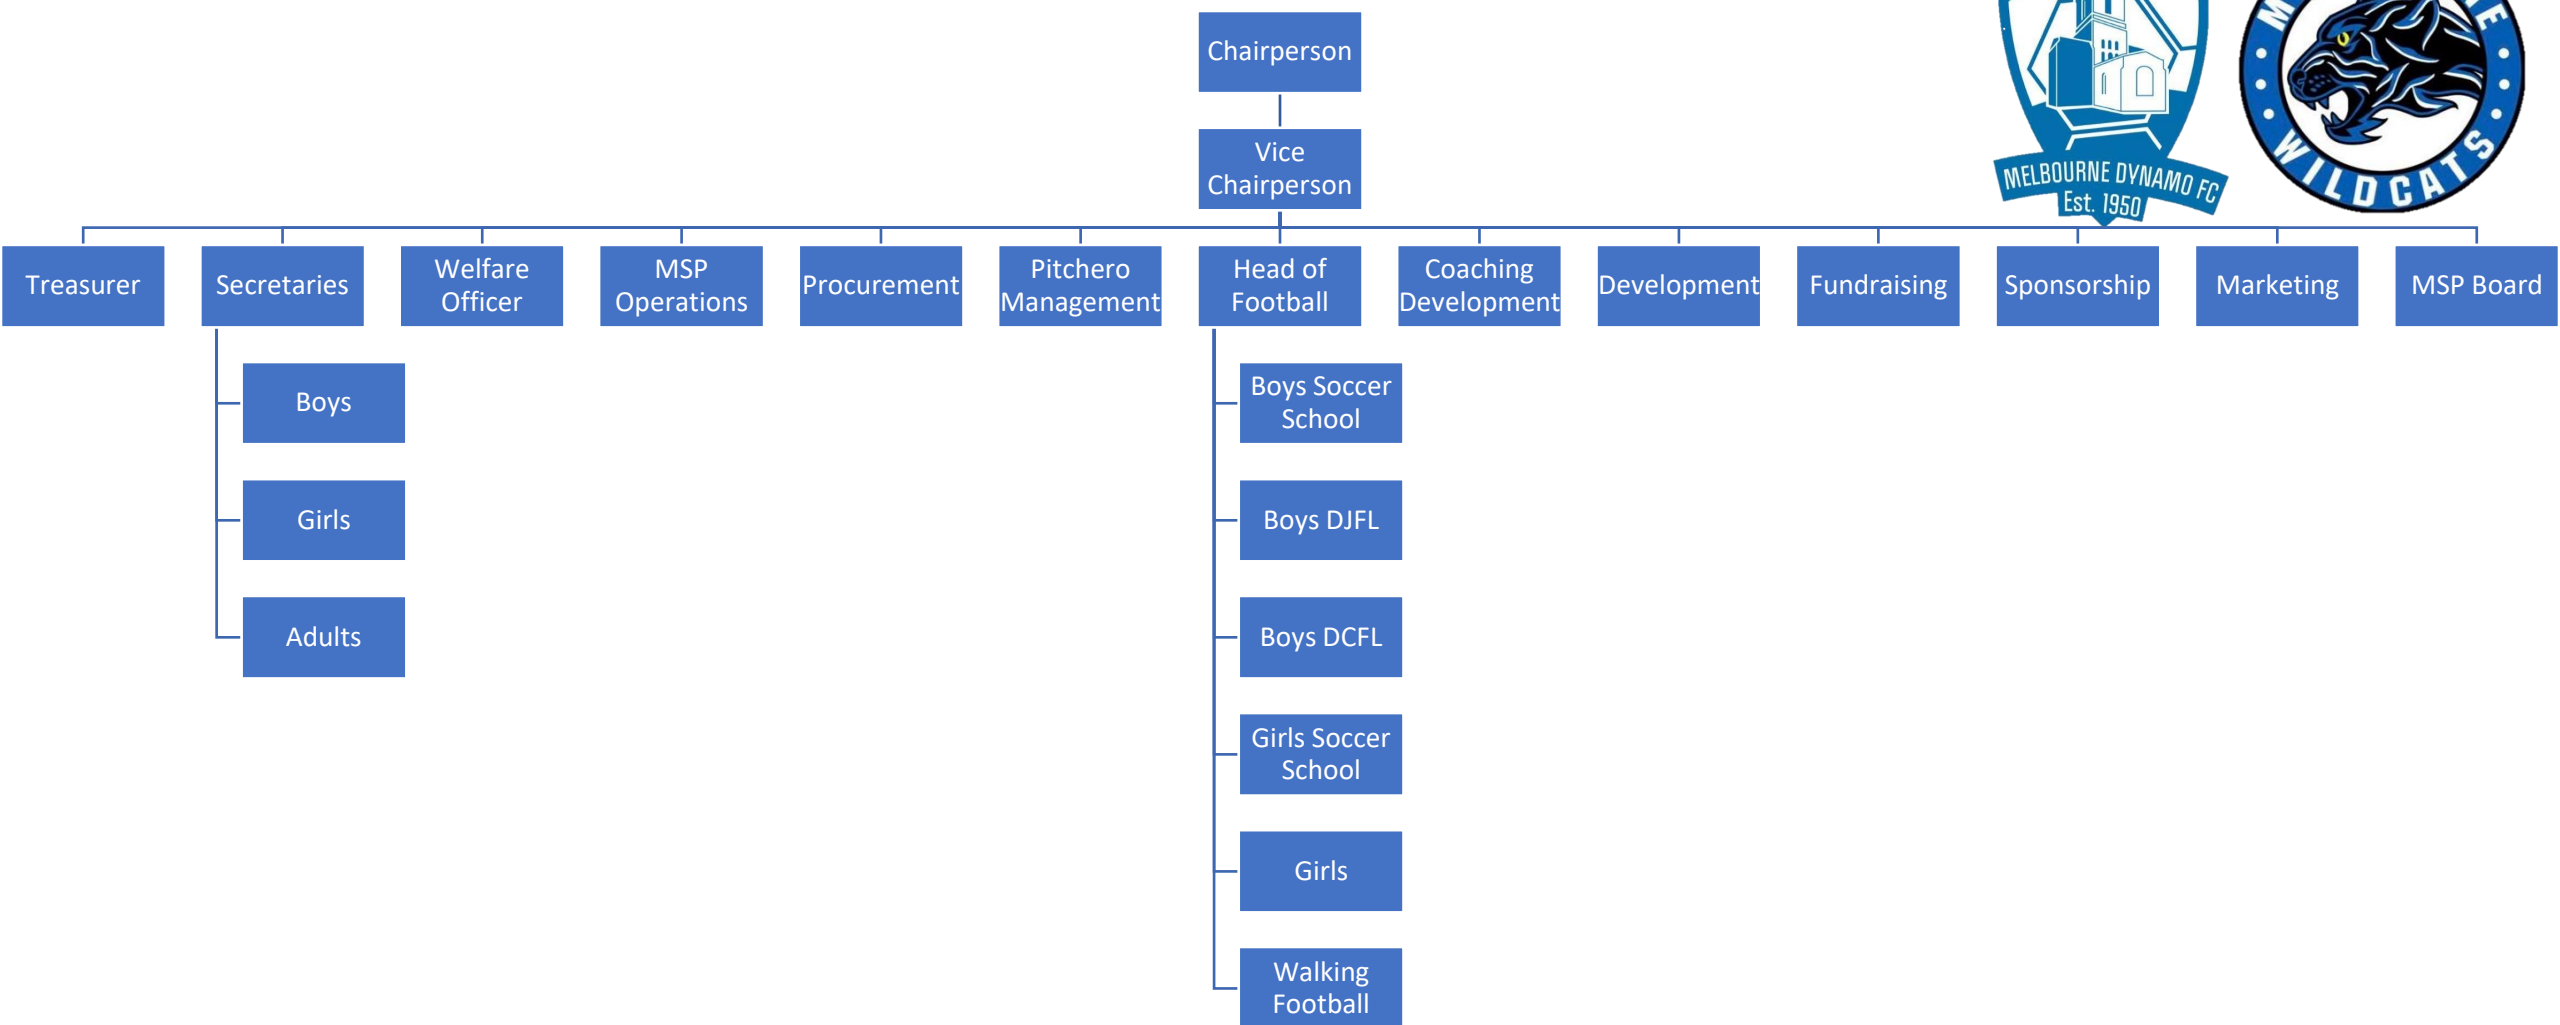 Chairperson
Vice
Chairperson
MELBOURNE DYNAMO FC
Est. 1950
WILDCATS
Treasurer
Secretaries
Welfare
Officer
MSP
Operations
Procurement
Pitchero
Management
Head of
Football
Coaching
Development
Development
Fundraising
Sponsorship
Marketing
MSP Board
Boys
Girls
Adults
Boys Soccer
School
Boys DJFL
Boys DCFL
Girls Soccer
School
Girls
Walking
Football